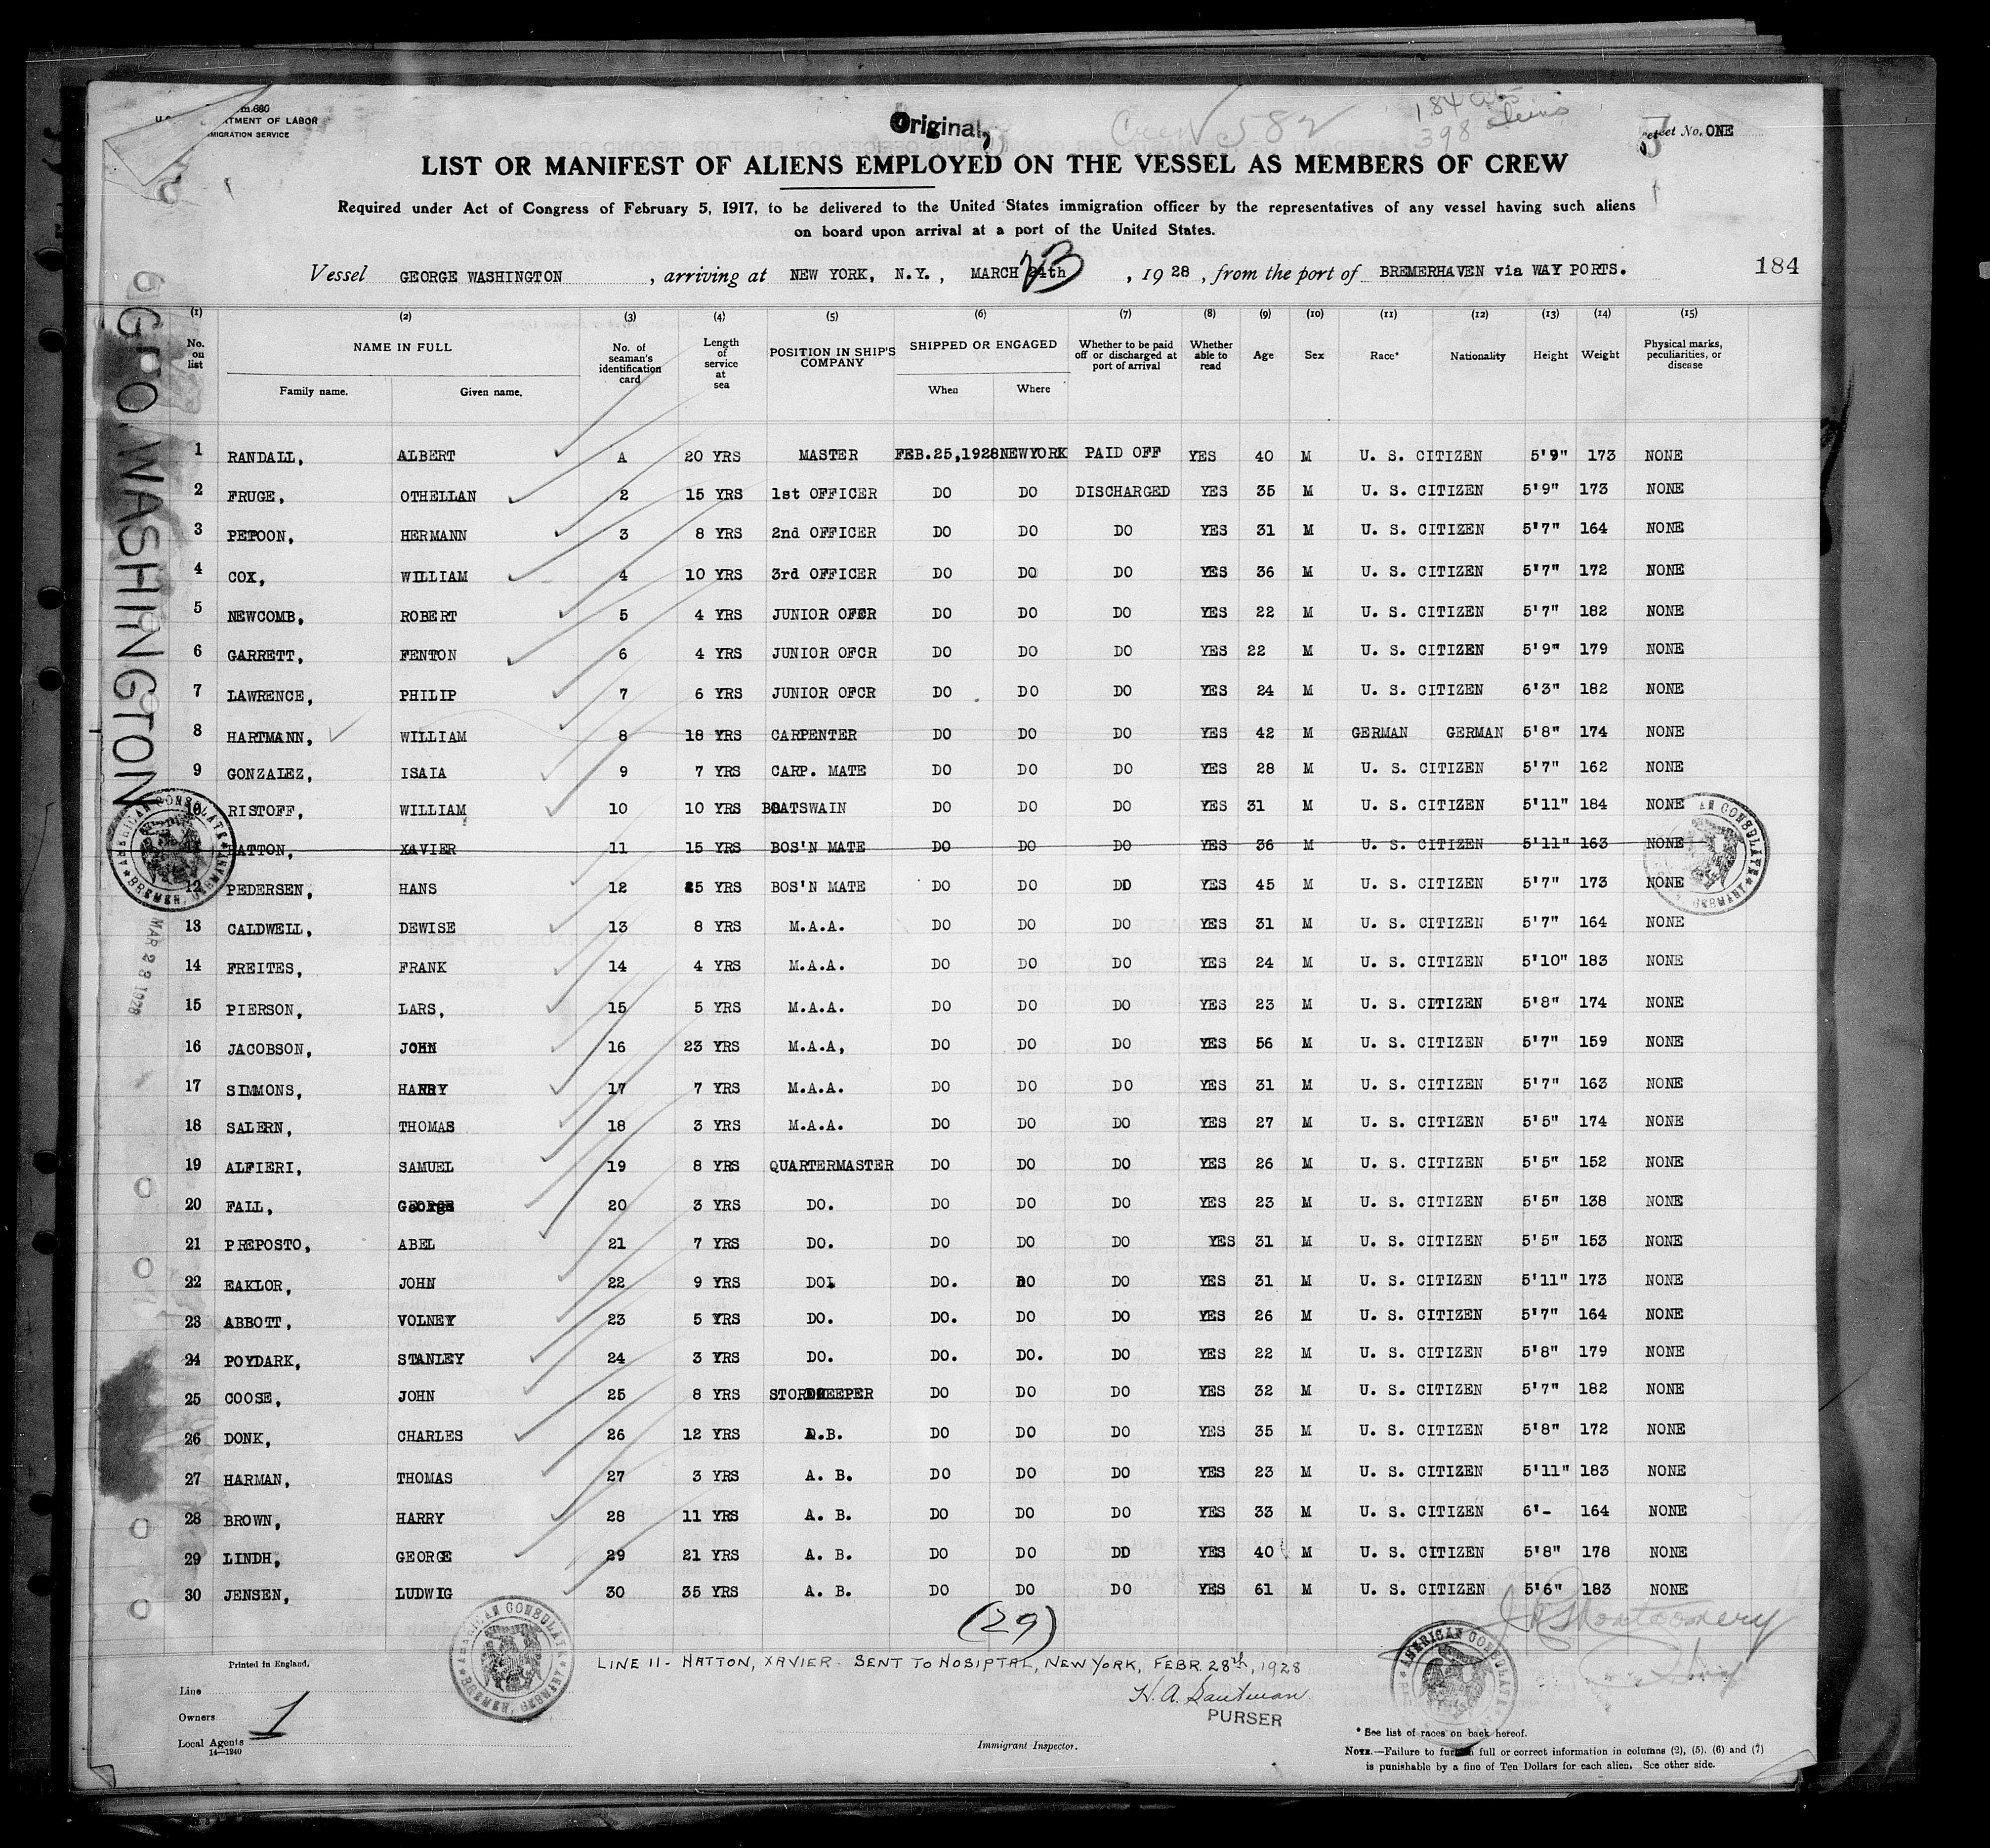 Original,
Crew 582
184 cits
398 aliens
U. S. DEPARTMENT OF LABOR
IMMIGRATION SERVICE
Sheet No. ONE
3
LIST OR MANIFEST OF ALIENS EMPLOYED ON THE VESSEL AS MEMBERS OF CREW
Required under Act of Congress of February 5, 1917, to be delivered to the United States immigration officer by the representatives of any vessel having such aliens
on board upon arrival at a port of the United States.
Vessel GEORGE WASHINGTON , arriving at NEW YORK, N.Y., MARCH 24th 23 , 19 28 , from the port of BREMERHAVEN via WAY PORTS. 184
GEO. WASHINGTON
(1) (2) (3) (4) (5) (6) (7) (8) (9) (10) (11) (12) (13) (14) (15)
No. on list NAME IN FULL Family name. Given name. No. of seaman's identification card Length of service at sea POSITION IN SHIP'S COMPANY SHIPPED OR ENGAGED When Where Whether to be paid off or discharged at port of arrival Whether able to read Age Sex Race* Nationality Height Weight Physical marks, peculiarities, or disease
1 RANDALL, ALBERT A 20 YRS MASTER FEB.25,1928 NEWYORK PAID OFF YES 40 M U. S. CITIZEN 5'9" 173 NONE
2 FRUGE, OTHELLAN 2 15 YRS 1st OFFICER DO DO DISCHARGED YES 35 M U. S. CITIZEN 5'9" 173 NONE
3 PETOON, HERMANN 3 8 YRS 2nd OFFICER DO DO DO YES 31 M U. S. CITIZEN 5'7" 164 NONE
4 COX, WILLIAM 4 10 YRS 3rd OFFICER DO DO DO YES 36 M U. S. CITIZEN 5'7" 172 NONE
5 NEWCOMB, ROBERT 5 4 YRS JUNIOR OFCR DO DO DO YES 22 M U. S. CITIZEN 5'7" 182 NONE
6 GARRETT, FENTON 6 4 YRS JUNIOR OFCR DO DO DO YES 22 M U. S. CITIZEN 5'9" 179 NONE
7 LAWRENCE, PHILIP 7 6 YRS JUNIOR OFCR DO DO DO YES 24 M U. S. CITIZEN 6'3" 182 NONE
8 HARTMANN, WILLIAM 8 18 YRS CARPENTER DO DO DO YES 42 M GERMAN GERMAN 5'8" 174 NONE
9 GONZALEZ, ISAIA 9 7 YRS CARP. MATE DO DO DO YES 28 M U. S. CITIZEN 5'7" 162 NONE
10 RISTOFF, WILLIAM 10 10 YRS BOATSWAIN DO DO DO YES 31 M U. S. CITIZEN 5'11" 184 NONE
11 HATTON, XAVIER 11 15 YRS BOS'N MATE DO DO DO YES 36 M U. S. CITIZEN 5'11" 163 NONE
12 PEDERSEN, HANS 12 25 YRS BOS'N MATE DO DO DO YES 45 M U. S. CITIZEN 5'7" 173 NONE
13 CALDWELL, DEWISE 13 8 YRS M.A.A. DO DO DO YES 31 M U. S. CITIZEN 5'7" 164 NONE
14 FREITES, FRANK 14 4 YRS M.A.A. DO DO DO YES 24 M U. S. CITIZEN 5'10" 183 NONE
15 PIERSON, LARS, 15 5 YRS M.A.A. DO DO DO YES 23 M U. S. CITIZEN 5'8" 174 NONE
16 JACOBSON, JOHN 16 23 YRS M.A.A, DO DO DO YES 56 M U. S. CITIZEN 5'7" 159 NONE
17 SIMMONS, HARRY 17 7 YRS M.A.A. DO DO DO YES 31 M U. S. CITIZEN 5'7" 163 NONE
18 SALERN, THOMAS 18 3 YRS M.A.A. DO DO DO YES 27 M U. S. CITIZEN 5'5" 174 NONE
19 ALFIERI, SAMUEL 19 8 YRS QUARTERMASTER DO DO DO YES 26 M U. S. CITIZEN 5'5" 152 NONE
20 FALL, GEORGE 20 3 YRS DO. DO DO DO YES 23 M U. S. CITIZEN 5'5" 138 NONE
21 PREPOSTO, ABEL 21 7 YRS DO. DO DO DO YES 31 M U. S. CITIZEN 5'5" 153 NONE
22 EAKLOR, JOHN 22 9 YRS DO. DO. DO DO YES 31 M U. S. CITIZEN 5'11" 173 NONE
23 ABBOTT, VOLNEY 23 5 YRS DO. DO. DO DO YES 26 M U. S. CITIZEN 5'7" 164 NONE
24 POYDARK, STANLEY 24 3 YRS DO. DO. DO. DO YES 22 M U. S. CITIZEN 5'8" 179 NONE
25 COOSE, JOHN 25 8 YRS STOREKEEPER DO DO DO YES 32 M U. S. CITIZEN 5'7" 182 NONE
26 DONK, CHARLES 26 12 YRS A.B. DO DO DO YES 35 M U. S. CITIZEN 5'8" 172 NONE
27 HARMAN, THOMAS 27 3 YRS A. B. DO DO DO YES 23 M U. S. CITIZEN 5'11" 183 NONE
28 BROWN, HARRY 28 11 YRS A. B. DO DO DO YES 33 M U. S. CITIZEN 6'- 164 NONE
29 LINDH, GEORGE 29 21 YRS A. B. DO DO DO YES 40 M U. S. CITIZEN 5'8" 178 NONE
30 JENSEN, LUDWIG 30 35 YRS A. B. DO DO DO YES 61 M U. S. CITIZEN 5'6" 183 NONE
AMERICAN CONSULATE BREMEN, GERMANY
MAR 28 1928
(29)
Montgomery
LINE 11 - HATTON, XAVIER - SENT TO HOSIPTAL, NEW YORK, FEBR. 28th, 1928
H. A. Sautman
PURSER
Printed in England.
Line
Owners 1
Local Agents
14—1240
Immigrant Inspector.
* See list of races on back hereof.
NOTE.—Failure to furnish full or correct information in columns (2), (5), (6) and (7)
is punishable by a fine of Ten Dollars for each alien. See other side.